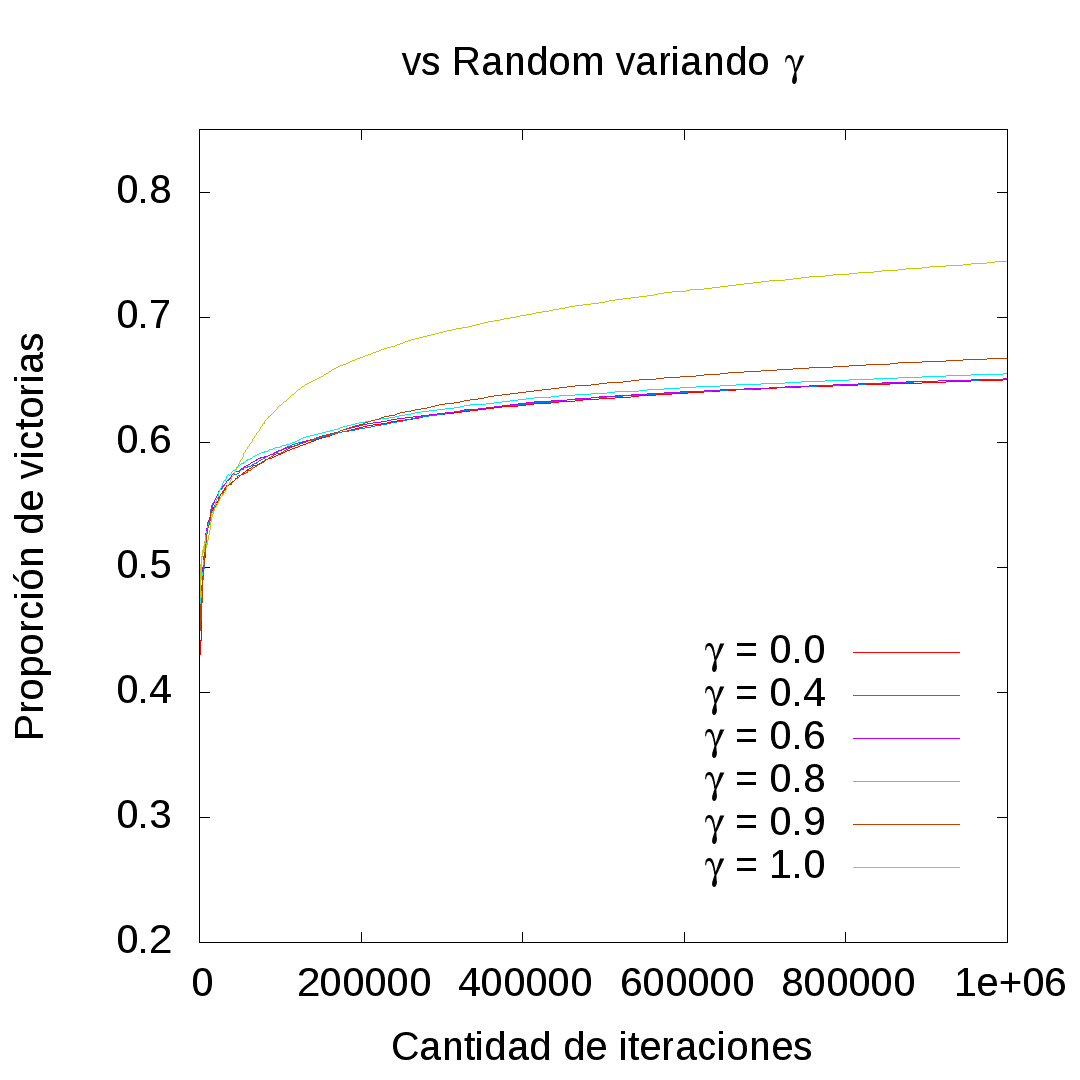 vs Random variando γ
Proporción de victorias
0.8
0.7
0.6
0.5
0.4
0.3
0.2
γ = 0.0
γ = 0.4
γ = 0.6
γ = 0.8
γ = 0.9
γ = 1.0
0 200000 400000 600000 800000 1e+06
Cantidad de iteraciones